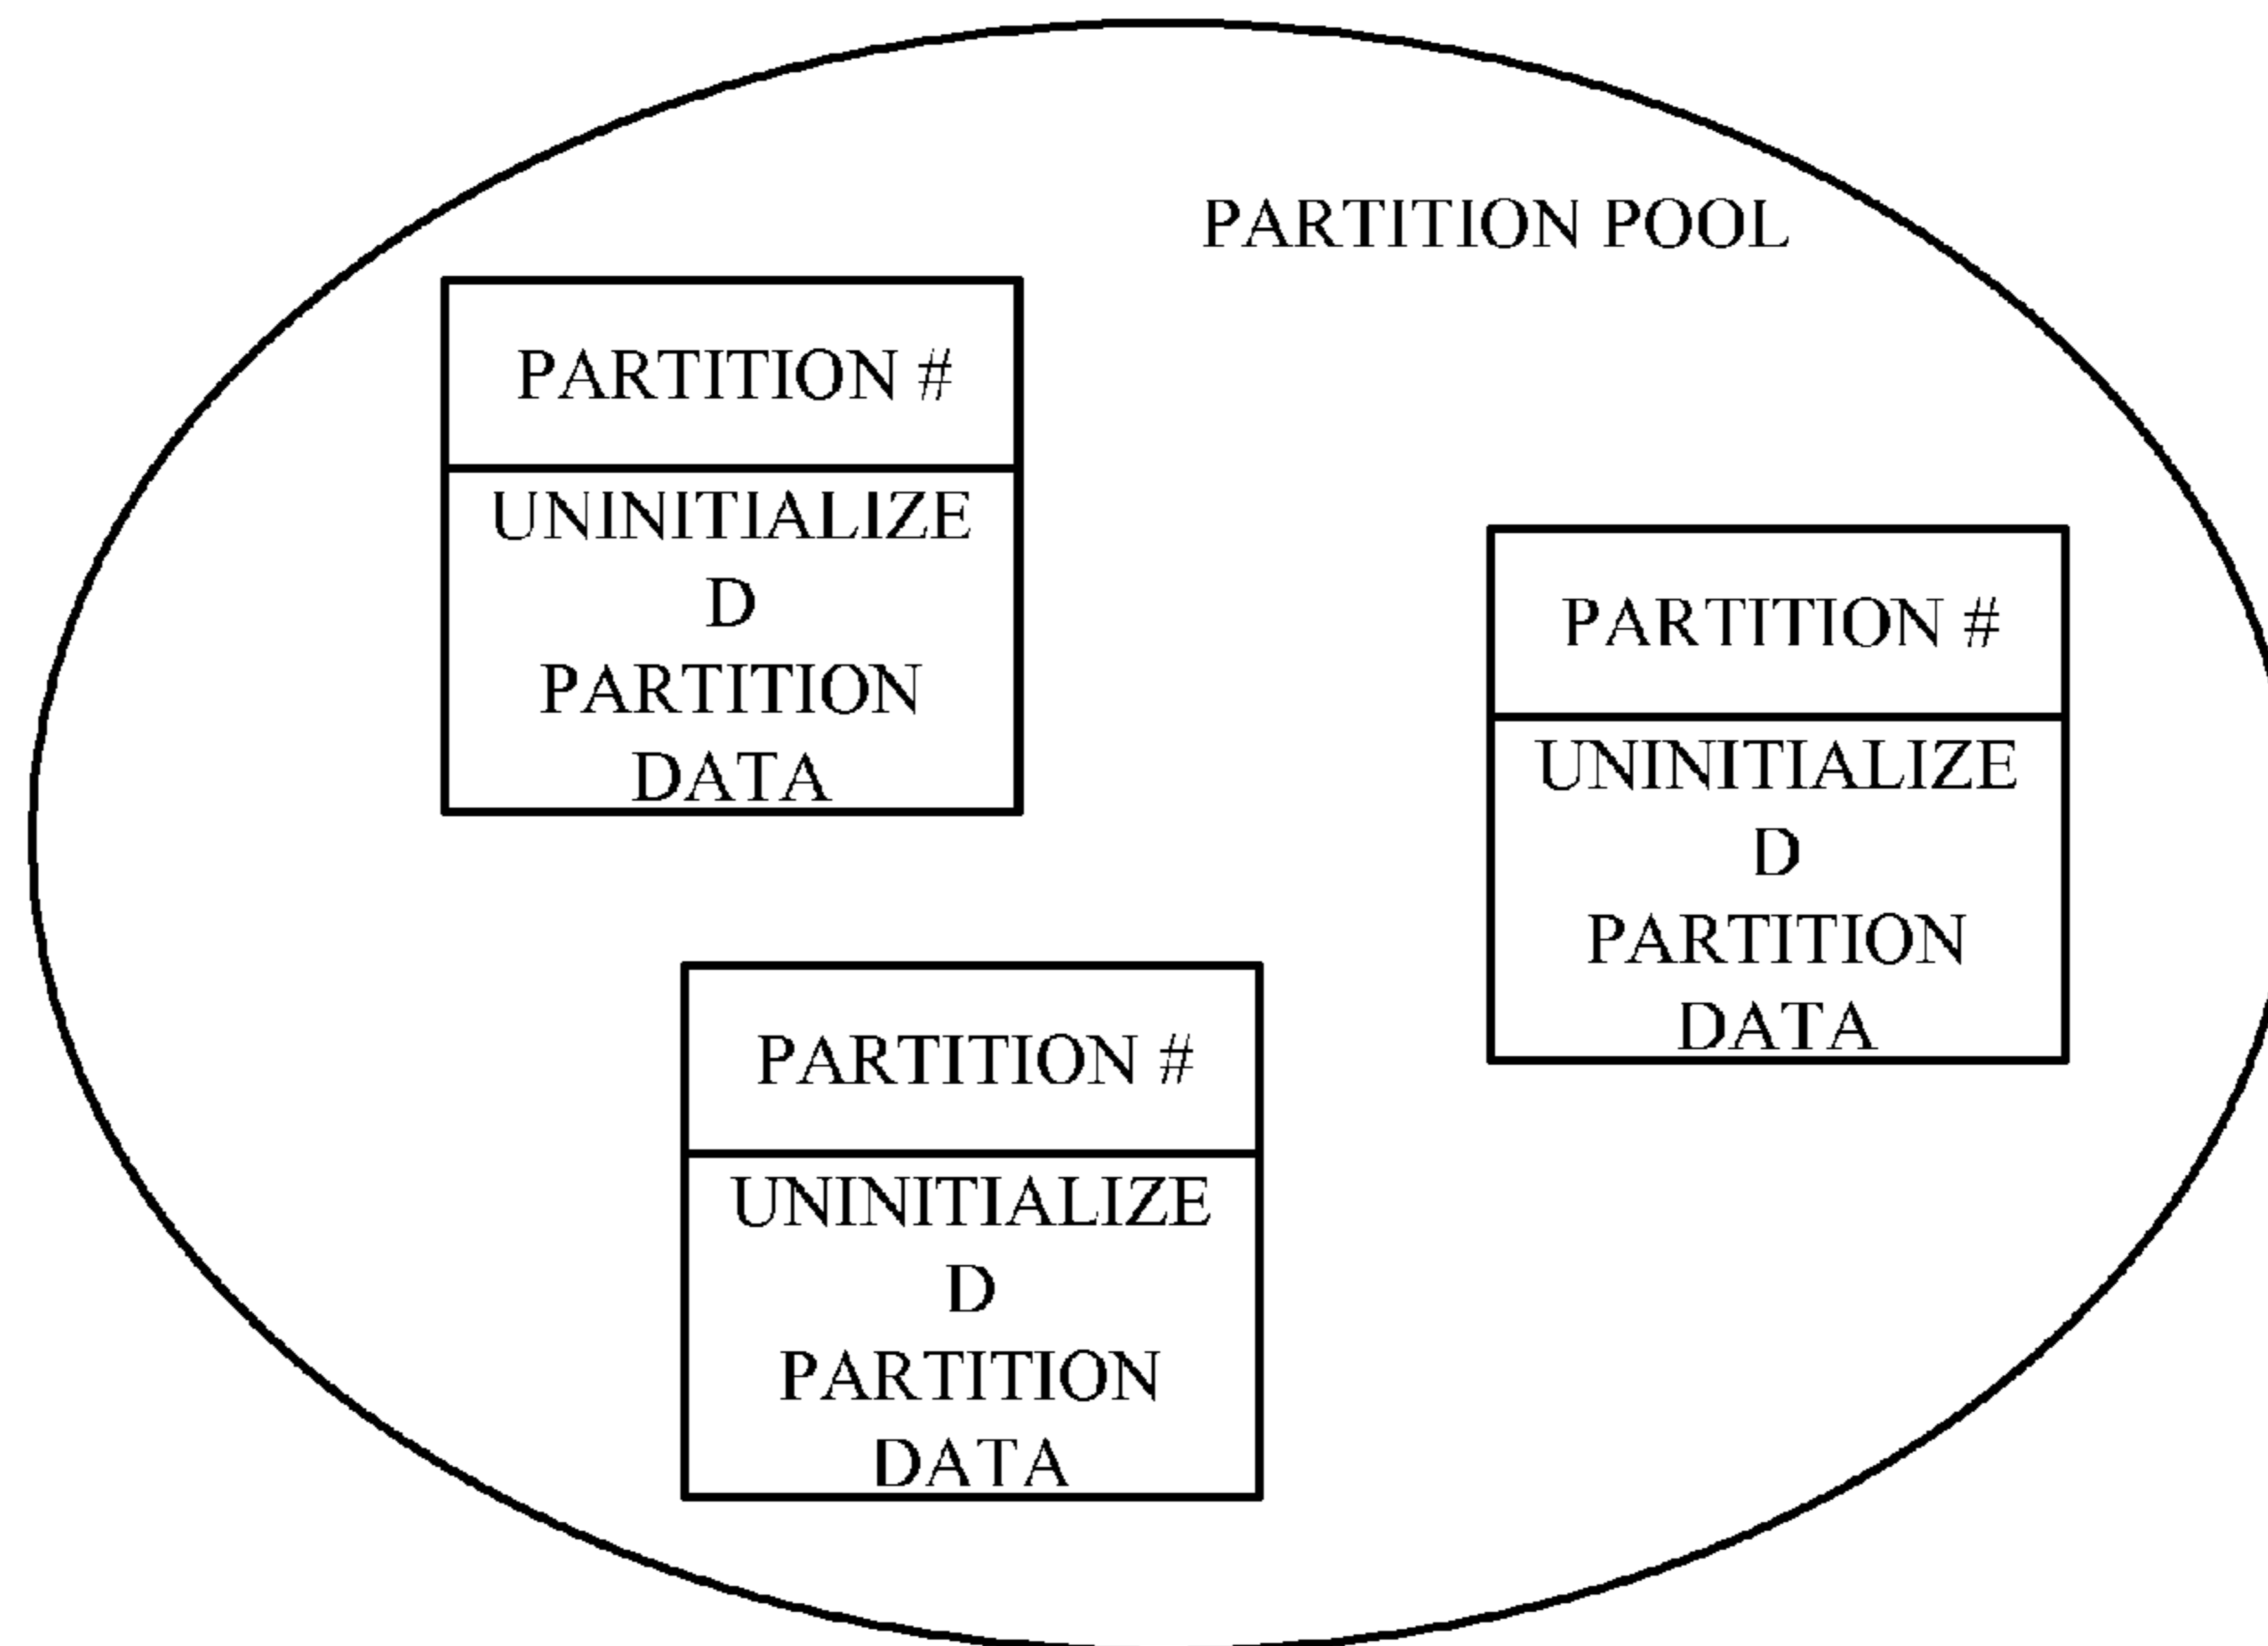 PARTITION POOL
PARTITION #
UNINITIALIZE
D
PARTITION
DATA
PARTITION #
UNINITIALIZE
D
PARTITION
DATA
PARTITION #
UNINITIALIZE
D
PARTITION
DATA